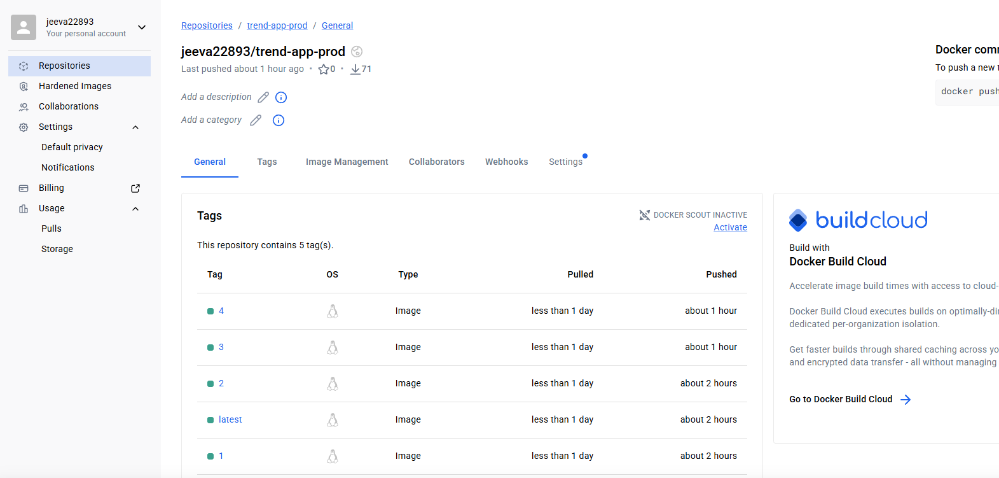 jeeva22893
Your personal account
Repositories
Hardened Images
Collaborations
Settings
Default privacy
Notifications
Billing
Usage
Pulls
Storage
Repositories / trend-app-prod / General
jeeva22893/trend-app-prod
Last pushed about 1 hour ago • 0 • 71
Add a description
Add a category
General Tags Image Management Collaborators Webhooks Settings
Tags
DOCKER SCOUT INACTIVE
Activate
This repository contains 5 tag(s).
Tag OS Type Pulled Pushed
4 Image less than 1 day about 1 hour
3 Image less than 1 day about 1 hour
2 Image less than 1 day about 2 hours
latest Image less than 1 day about 2 hours
1 Image less than 1 day about 2 hours
Docker com
To push a new
docker push
buildcloud
Build with
Docker Build Cloud
Accelerate image build times with access to cloud-
Docker Build Cloud executes builds on optimally-di
dedicated per-organization isolation.
Get faster builds through shared caching across yo
and encrypted data transfer - all without managing
Go to Docker Build Cloud